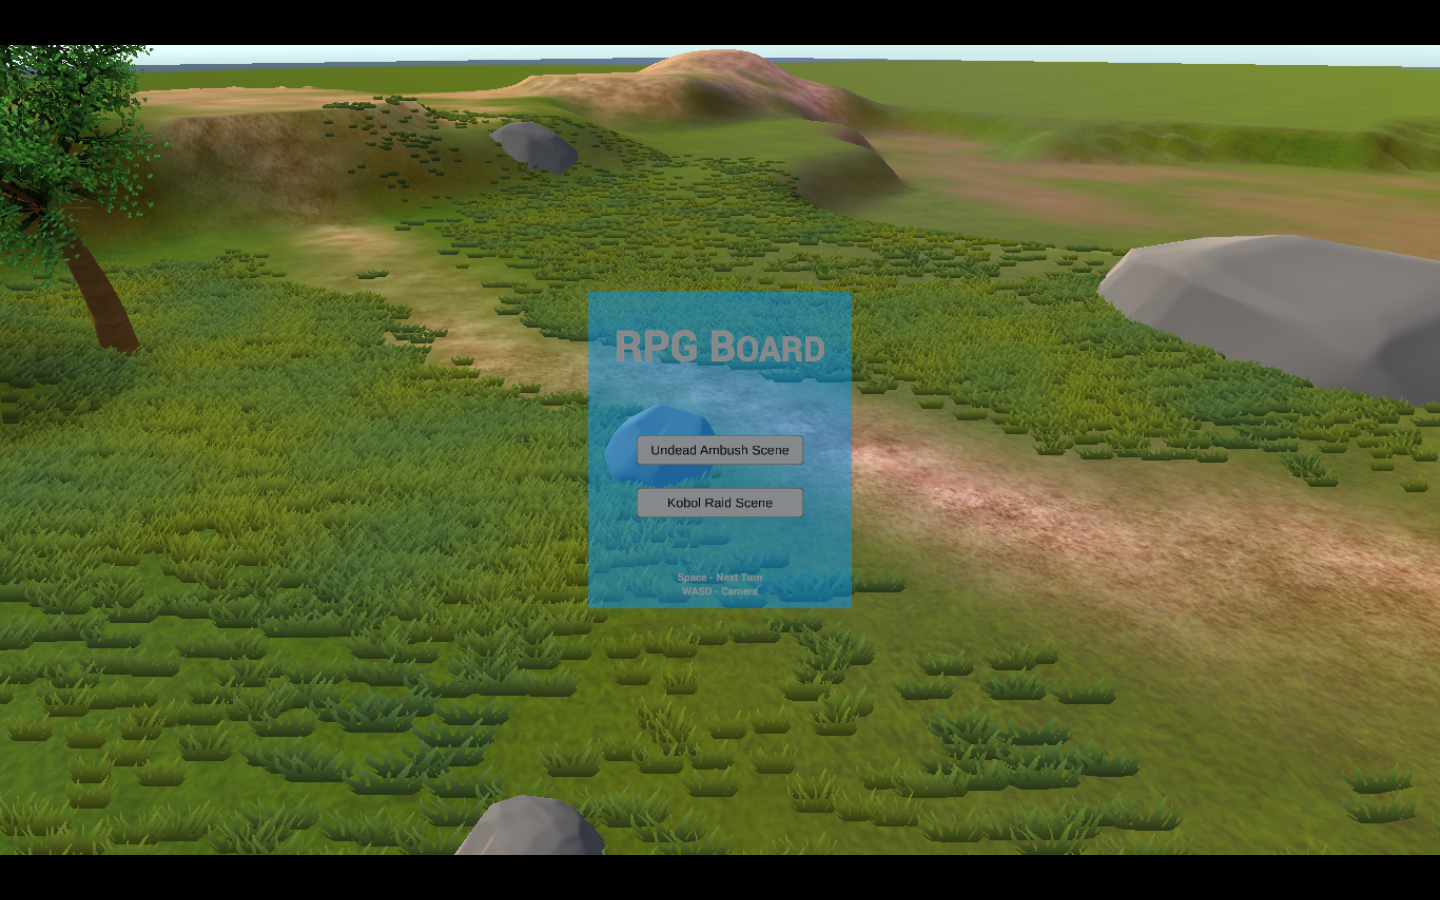 RPG Board
Undead Ambush Scene
Kobol Raid Scene
Space - Next Turn
WASD - Camera